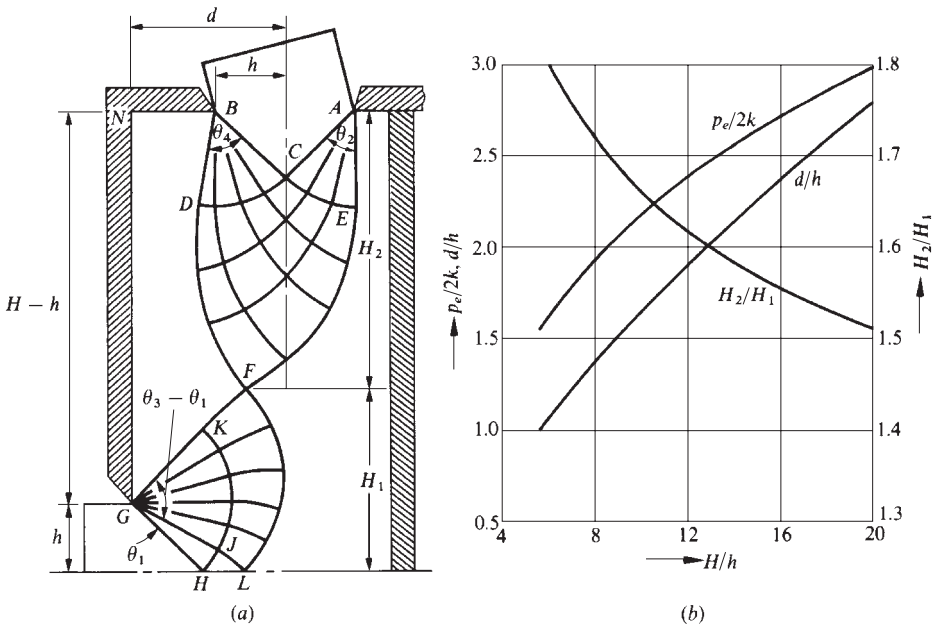 d
h
N
B
A
θ₄
θ₂
C
D
E
H₂
H − h
F
θ₃ − θ₁
K
H₁
G
h
θ₁
J
H
L
(a)
3.0
2.5
2.0
1.5
1.0
0.5
pₑ/2k, d/h
pₑ/2k
d/h
H₂/H₁
1.8
1.7
1.6
1.5
1.4
1.3
H₂/H₁
4
8
12
16
20
H/h
(b)